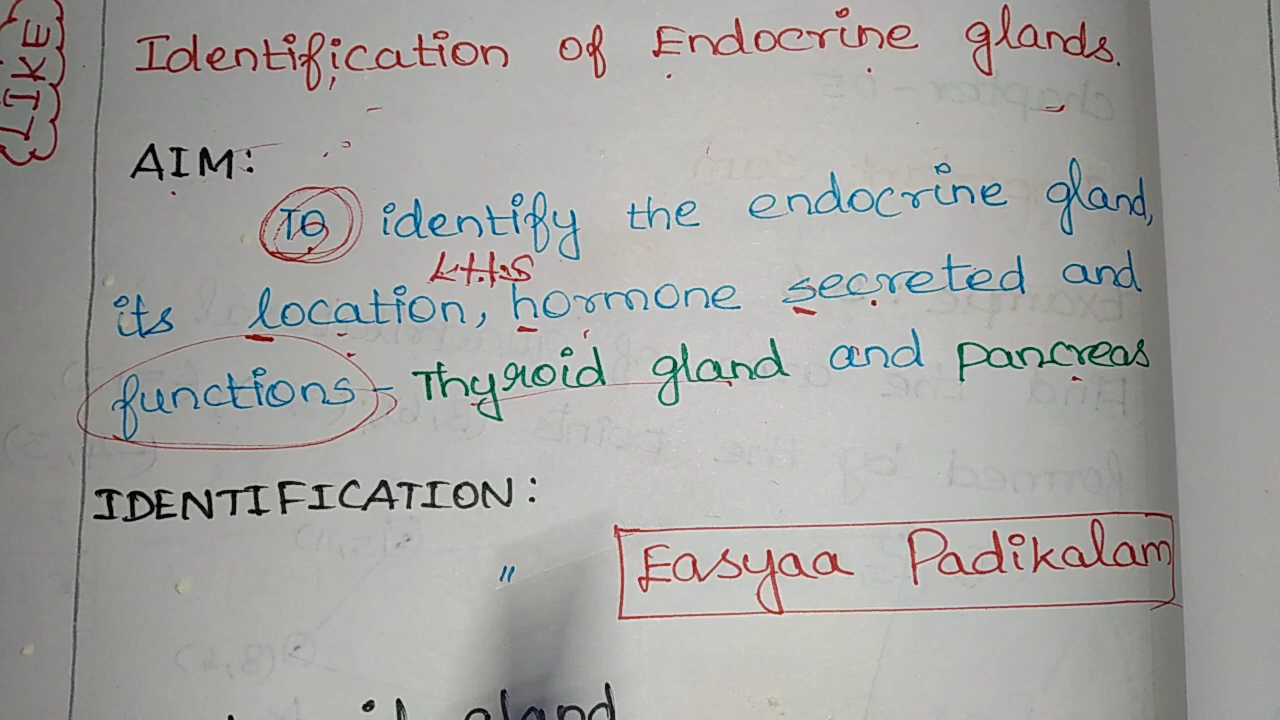 LIKE
Identification of Endocrine glands.
AIM:
To identify the endocrine gland,
L.H.S
its location, hormone secreted and
functions - Thyroid gland and Pancreas
IDENTIFICATION:
"
Easyaa Padikalam
gland